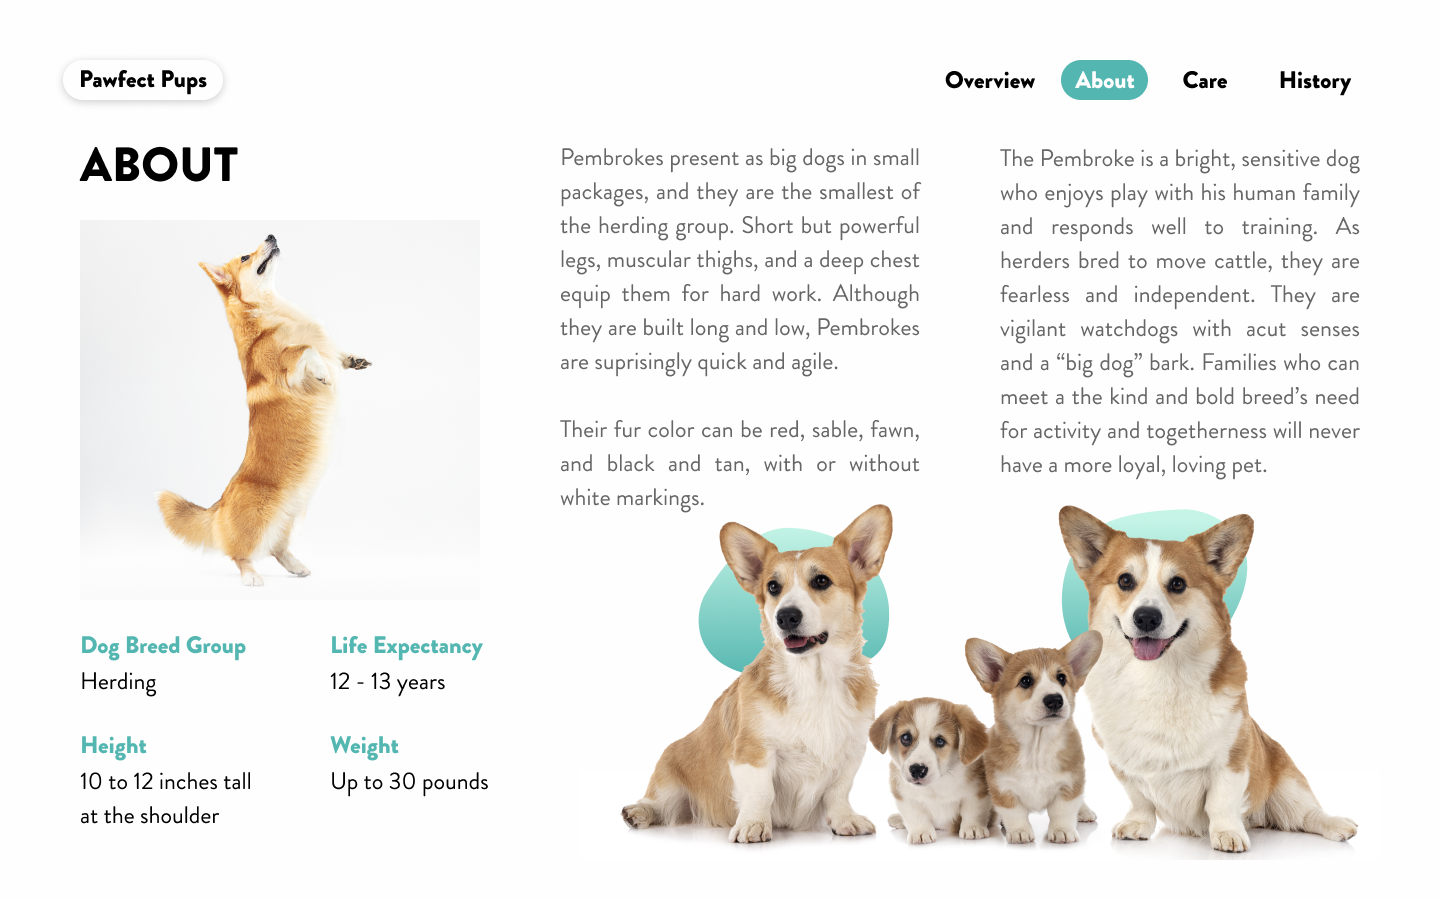 Pawfect Pups
Overview About Care History
ABOUT
Dog Breed Group
Herding
Life Expectancy
12 - 13 years
Height
10 to 12 inches tall
at the shoulder
Weight
Up to 30 pounds
Pembrokes present as big dogs in small
packages, and they are the smallest of
the herding group. Short but powerful
legs, muscular thighs, and a deep chest
equip them for hard work. Although
they are built long and low, Pembrokes
are suprisingly quick and agile.
Their fur color can be red, sable, fawn,
and black and tan, with or without
white markings.
The Pembroke is a bright, sensitive dog
who enjoys play with his human family
and responds well to training. As
herders bred to move cattle, they are
fearless and independent. They are
vigilant watchdogs with acut senses
and a “big dog” bark. Families who can
meet a the kind and bold breed’s need
for activity and togetherness will never
have a more loyal, loving pet.